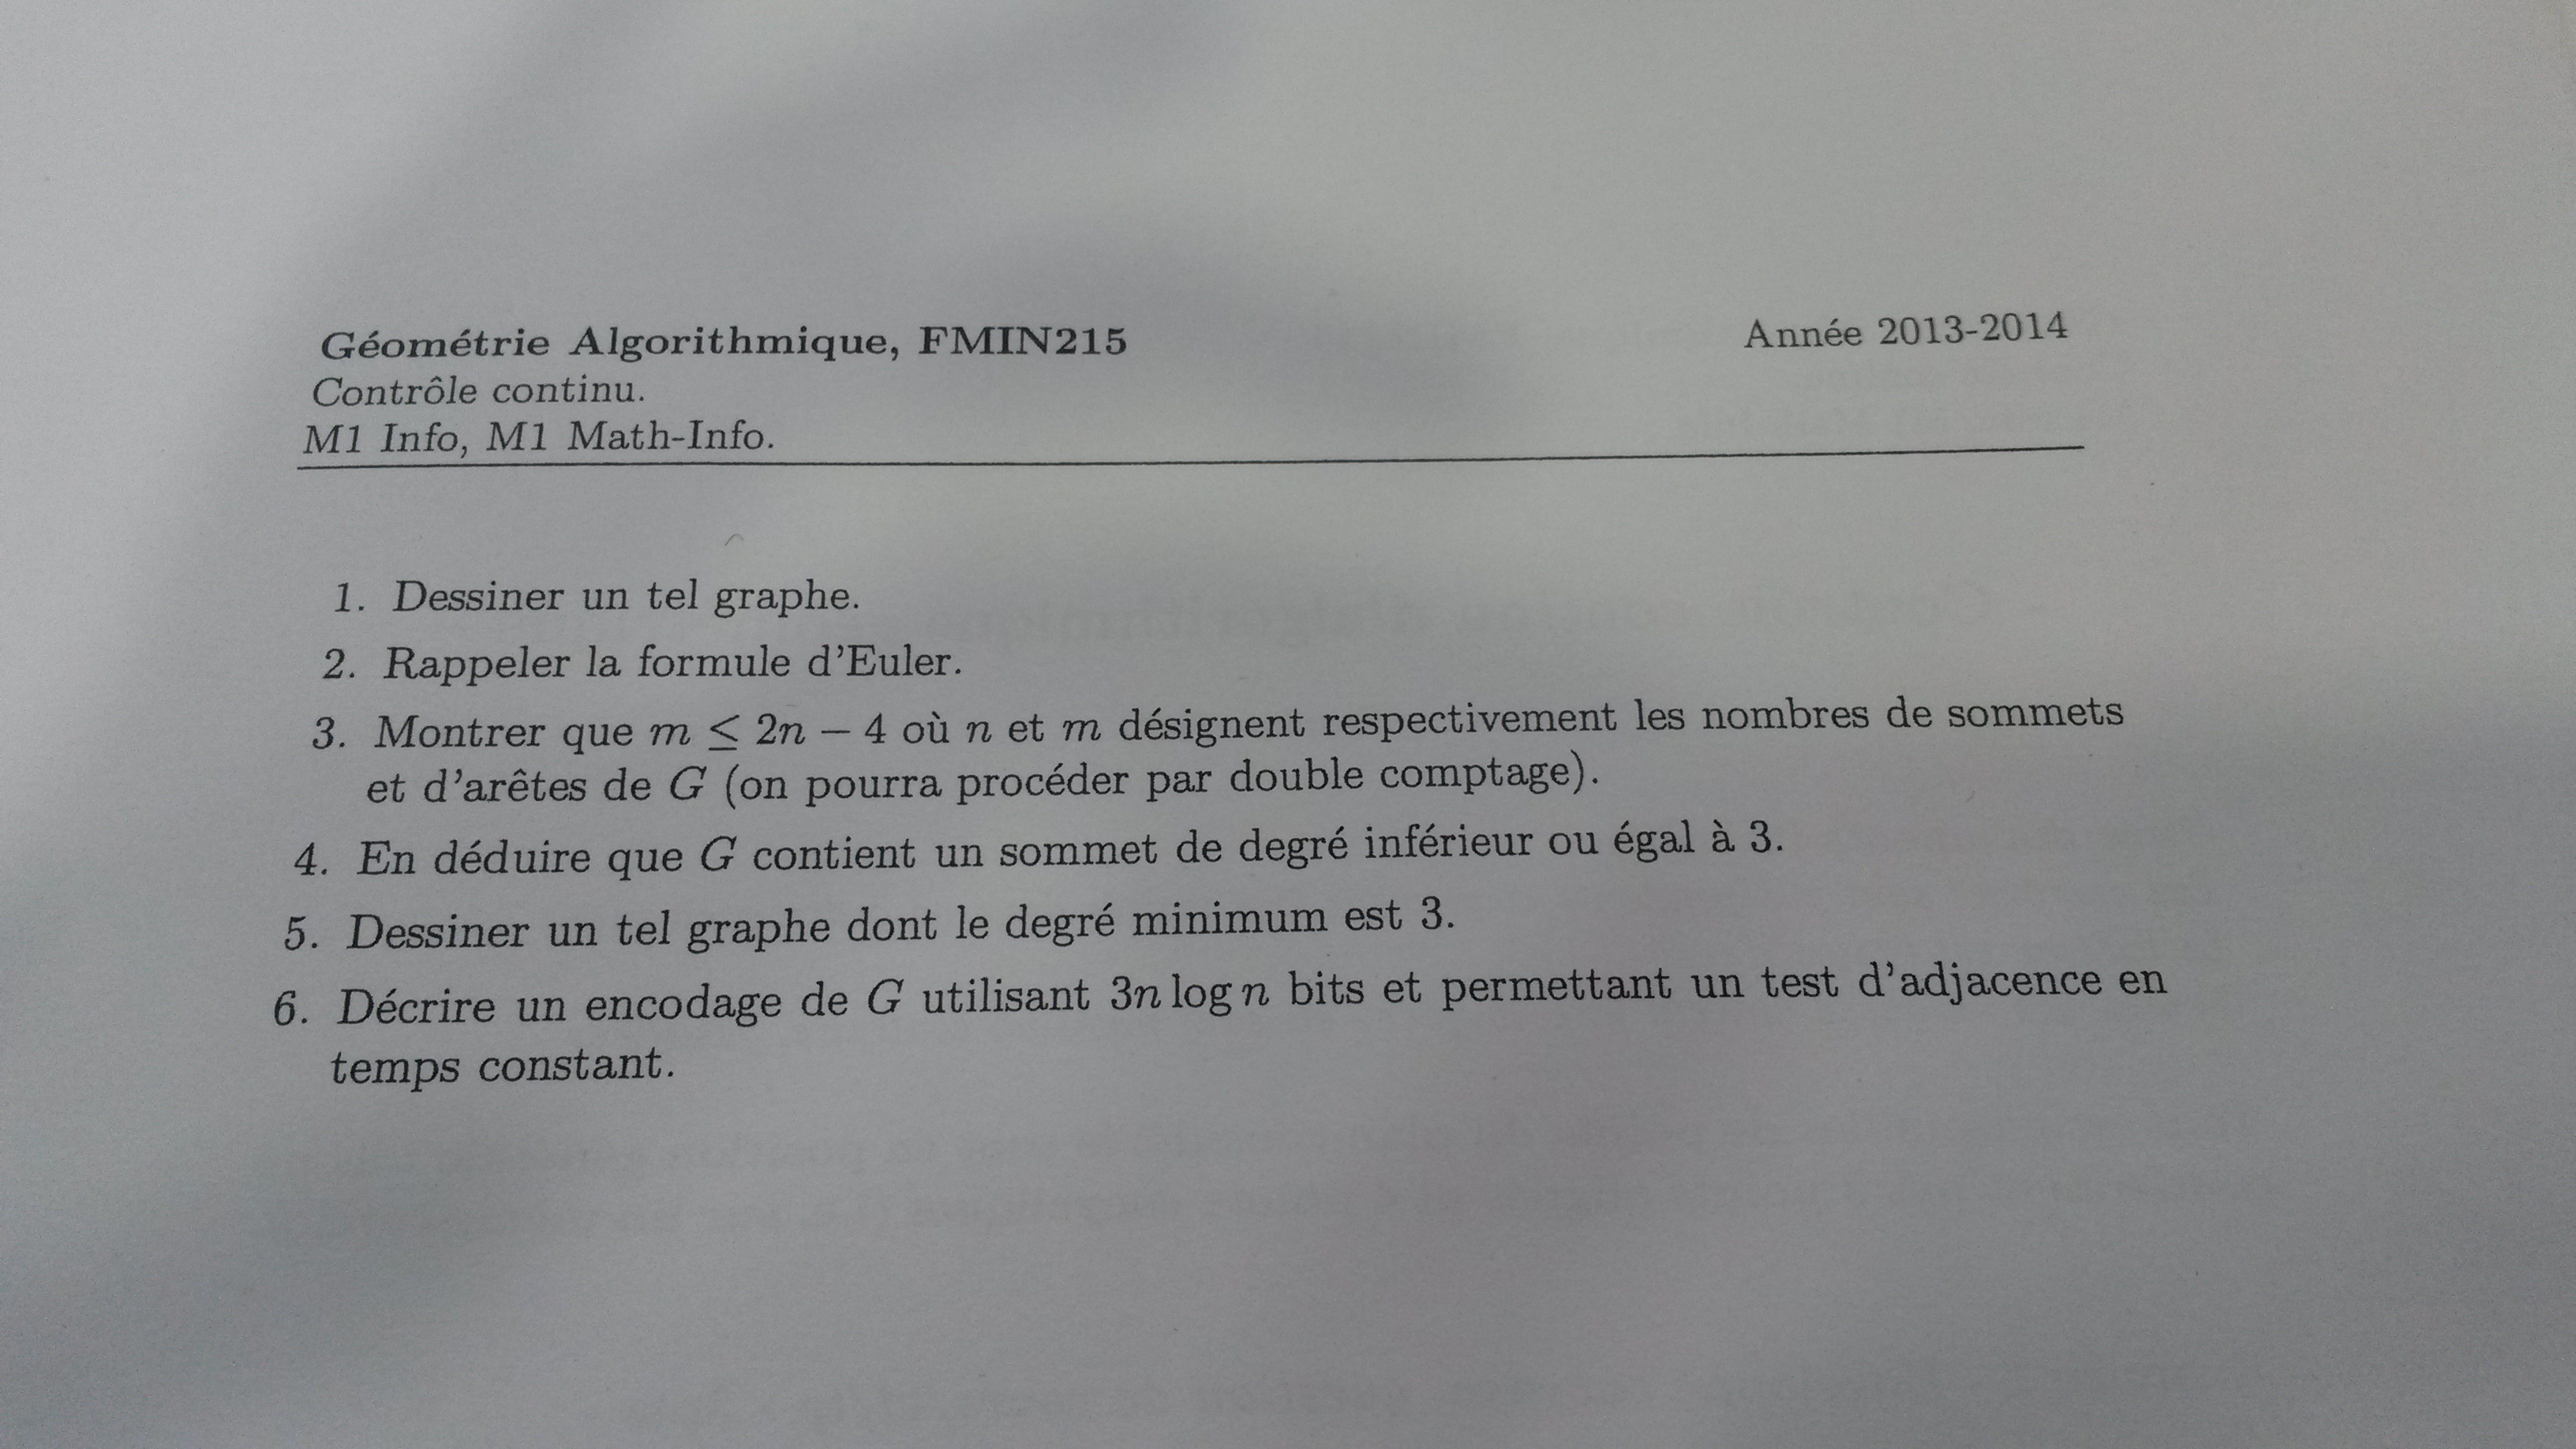 Géométrie Algorithmique, FMIN215
Année 2013-2014
Contrôle continu.
M1 Info, M1 Math-Info.
1. Dessiner un tel graphe.
2. Rappeler la formule d'Euler.
3. Montrer que m ≤ 2n − 4 où n et m désignent respectivement les nombres de sommets
et d'arêtes de G (on pourra procéder par double comptage).
4. En déduire que G contient un sommet de degré inférieur ou égal à 3.
5. Dessiner un tel graphe dont le degré minimum est 3.
6. Décrire un encodage de G utilisant 3n log n bits et permettant un test d'adjacence en
temps constant.